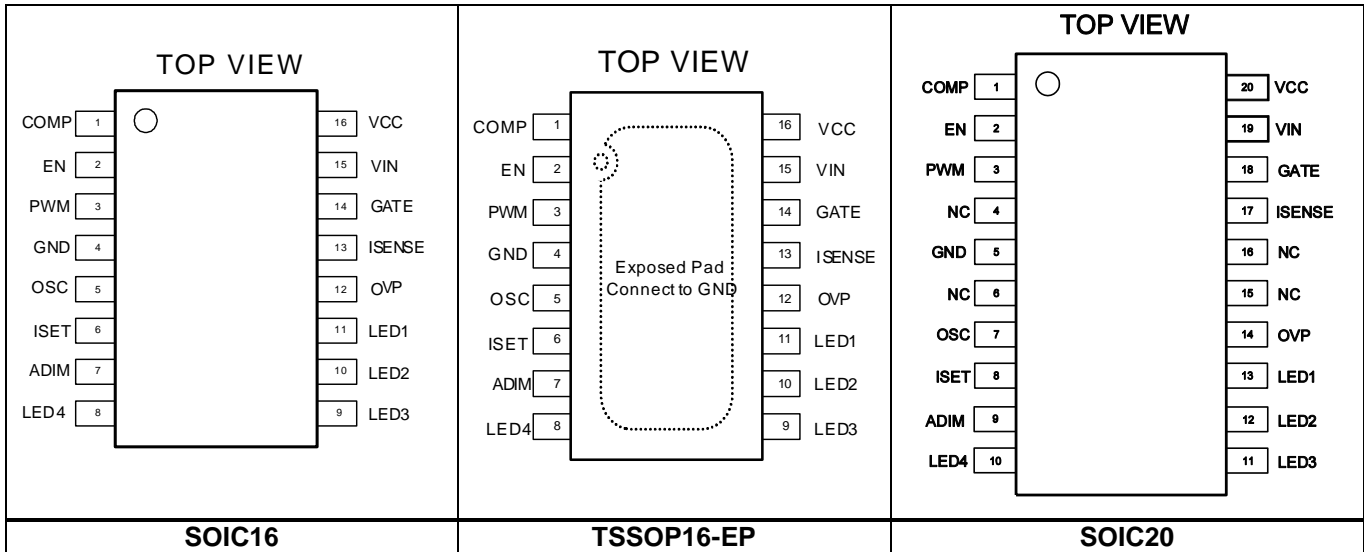 TOP VIEW
COMP 1 16 VCC
EN 2 15 VIN
PWM 3 14 GATE
GND 4 13 ISENSE
OSC 5 12 OVP
ISET 6 11 LED1
ADIM 7 10 LED2
LED4 8 9 LED3
SOIC16
TOP VIEW
COMP 1 16 VCC
EN 2 15 VIN
PWM 3 14 GATE
GND 4 13 ISENSE
Exposed Pad
Connect to GND
OSC 5 12 OVP
ISET 6 11 LED1
ADIM 7 10 LED2
LED4 8 9 LED3
TSSOP16-EP
TOP VIEW
COMP 1 20 VCC
EN 2 19 VIN
PWM 3 18 GATE
NC 4 17 ISENSE
GND 5 16 NC
NC 6 15 NC
OSC 7 14 OVP
ISET 8 13 LED1
ADIM 9 12 LED2
LED4 10 11 LED3
SOIC20